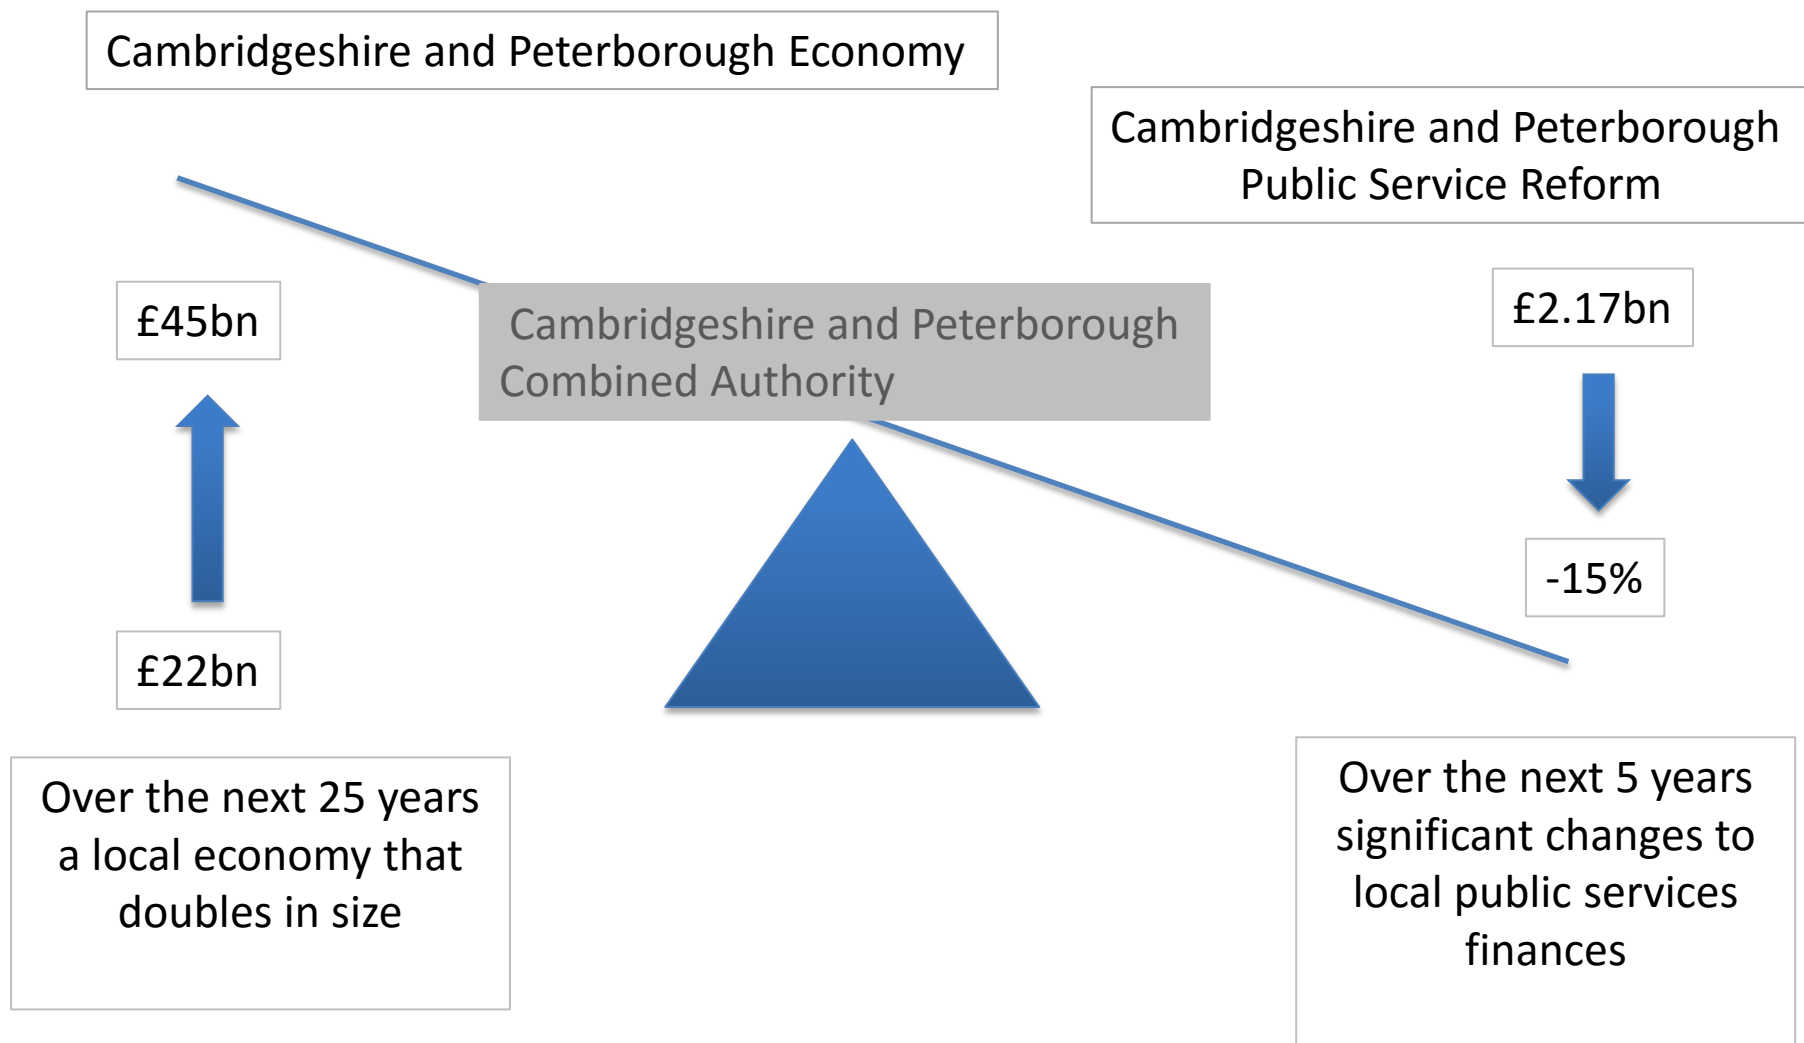 Cambridgeshire and Peterborough Economy
Cambridgeshire and Peterborough
Public Service Reform
£45bn
£22bn
Cambridgeshire and Peterborough
Combined Authority
£2.17bn
-15%
Over the next 25 years
a local economy that
doubles in size
Over the next 5 years
significant changes to
local public services
finances